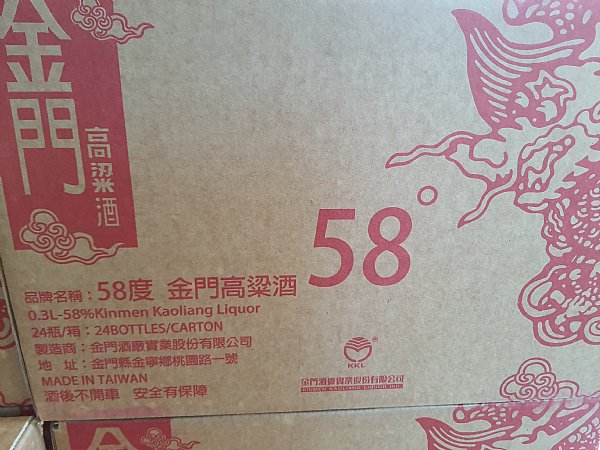 金門
高粱酒
58°
品牌名稱：58度 金門高粱酒
0.3L-58%Kinmen Kaoliang Liquor
24瓶/箱：24BOTTLES/CARTON
製造商：金門酒廠實業股份有限公司
地 址：金門縣金寧鄉桃園路一號
MADE IN TAIWAN
酒後不開車 安全有保障
KKL
金門酒廠實業股份有限公司
KINMEN KAOLIANG LIQUOR INC.